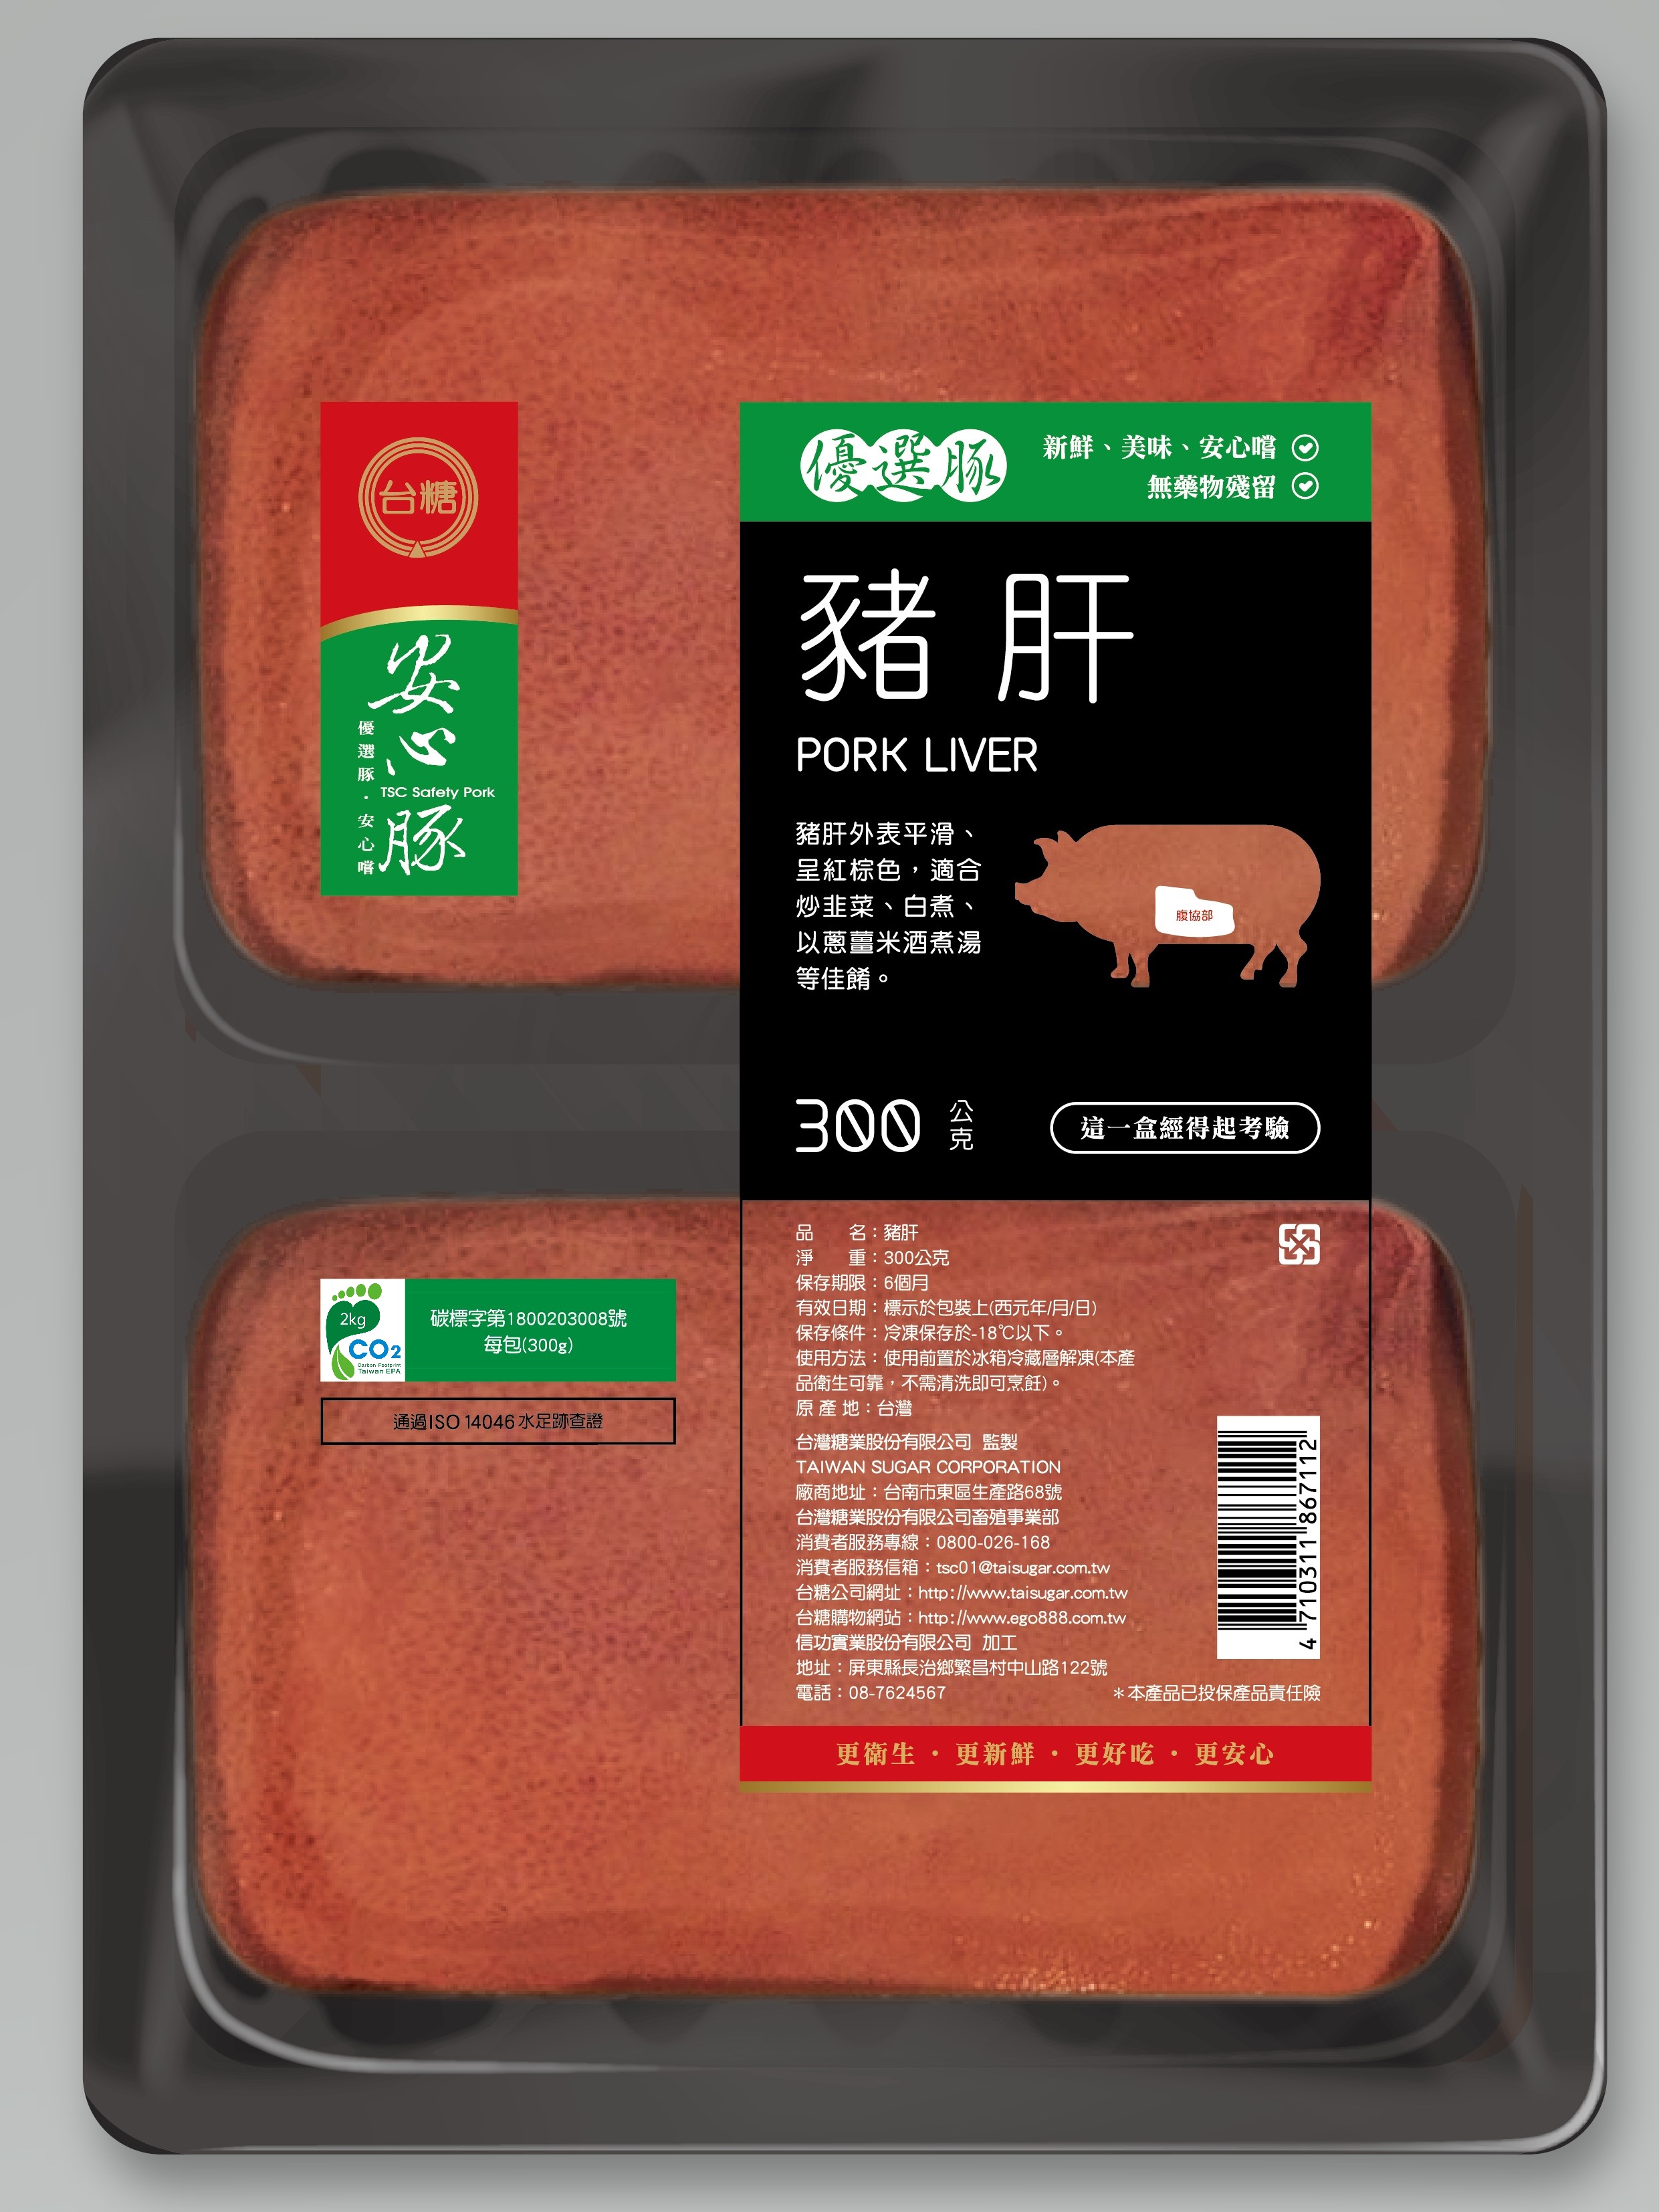 台糖
安心豚
優選豚・安心嚐
TSC Safety Pork
優選豚
新鮮、美味、安心嚐
無藥物殘留
豬肝
PORK LIVER
豬肝外表平滑、
呈紅棕色，適合
炒韭菜、白煮、
以蔥薑米酒煮湯
等佳餚。
腹協部
300 公克
這一盒經得起考驗
2kg
CO2
Carbon Footprint
Taiwan EPA
碳標字第1800203008號
每包(300g)
通過ISO 14046水足跡查證
品　　名：豬肝
淨　　重：300公克
保存期限：6個月
有效日期：標示於包裝上(西元年/月/日)
保存條件：冷凍保存於-18℃以下。
使用方法：使用前置於冰箱冷藏層解凍(本產
品衛生可靠，不需清洗即可烹飪)。
原 產 地：台灣
台灣糖業股份有限公司 監製
TAIWAN SUGAR CORPORATION
廠商地址：台南市東區生產路68號
台灣糖業股份有限公司畜殖事業部
消費者服務專線：0800-026-168
消費者服務信箱：tsc01@taisugar.com.tw
台糖公司網址：http://www.taisugar.com.tw
台糖購物網站：http://www.ego888.com.tw
信功實業股份有限公司 加工
地址：屏東縣長治鄉繁昌村中山路122號
電話：08-7624567
＊本產品已投保產品責任險
4 710311 867112
更衛生・更新鮮・更好吃・更安心